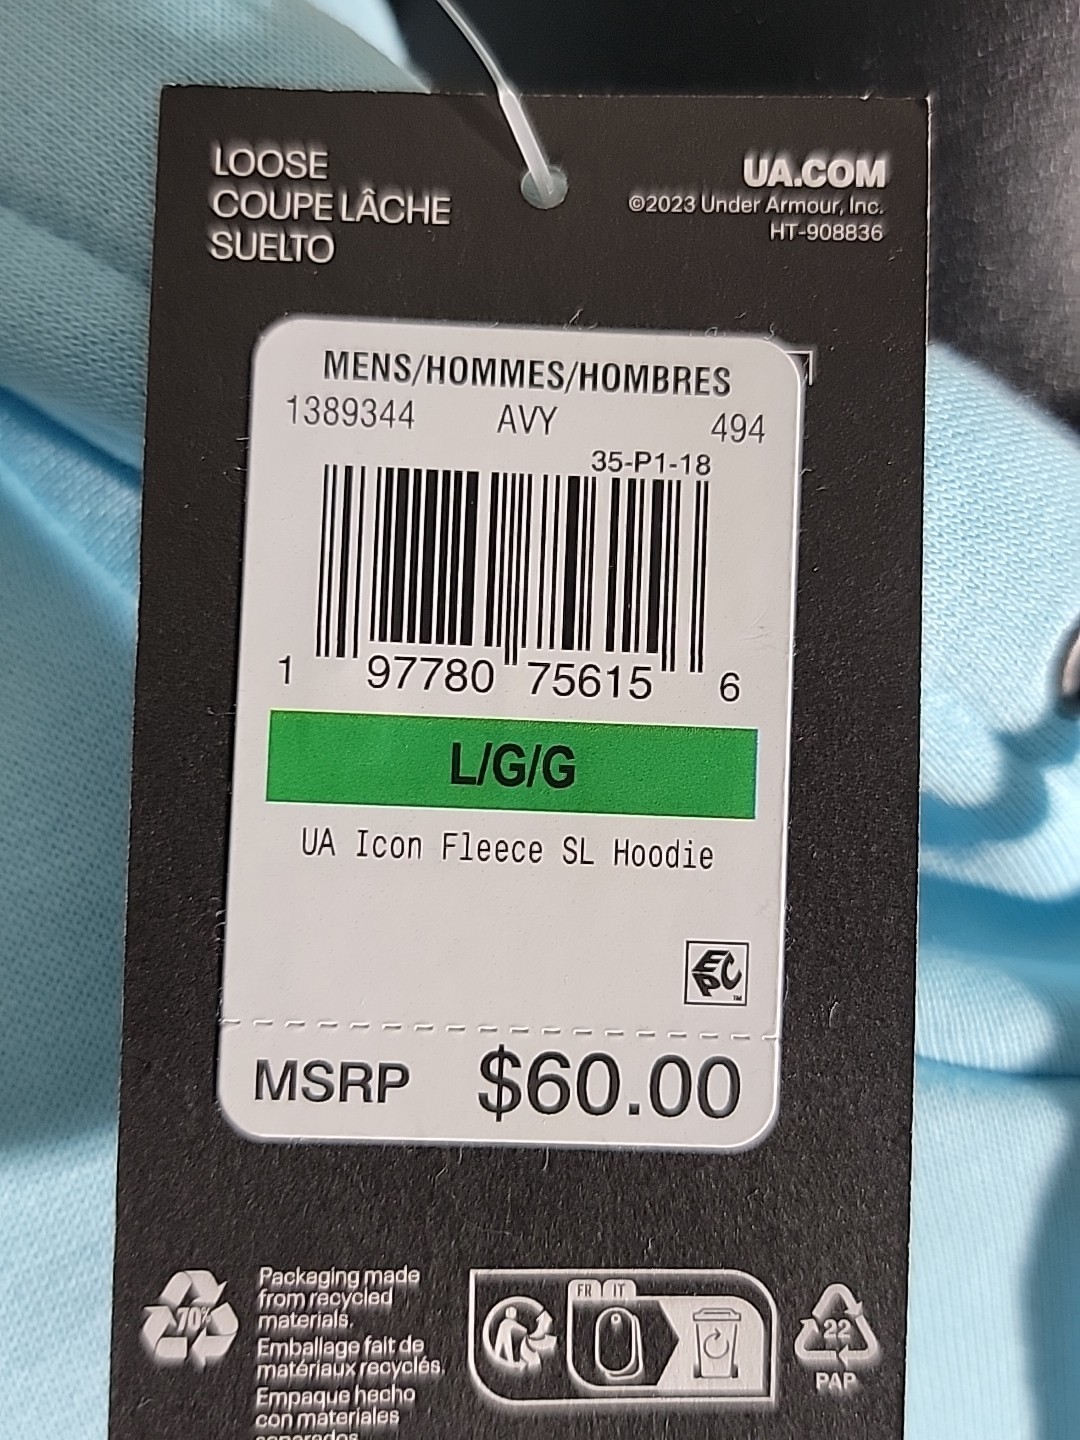 LOOSE
COUPE LÂCHE
SUELTO
UA.COM
©2023 Under Armour, Inc.
HT-908836
MENS/HOMMES/HOMBRES
1389344 AVY 494
35-P1-18
1 97780 75615 6
L/G/G
UA Icon Fleece SL Hoodie
EPC
TM
MSRP $60.00
70%
Packaging made
from recycled
materials.
Emballage fait de
matériaux recyclés.
Empaque hecho
con materiales
FR IT
22
PAP